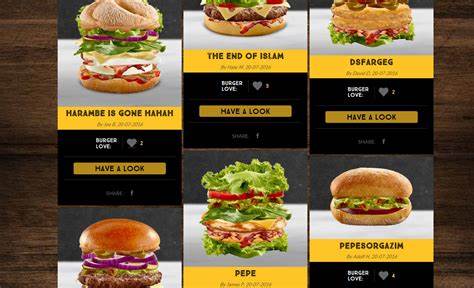 HARAMBE IS GONE HAHAH
By Joe B. 20-07-2016
BURGER
LOVE:
2
HAVE A LOOK
SHARE:
THE END OF ISLAM
By Hate M. 20-07-2016
BURGER
LOVE:
3
HAVE A LOOK
SHARE:
PEPE
By James P. 20-07-2016
DSFARGEG
By David D. 20-07-2016
BURGER
LOVE:
2
HAVE A LOOK
SHARE:
PEPESORGAZIM
By Adolf H. 20-07-2016
BURGER
LOVE:
4